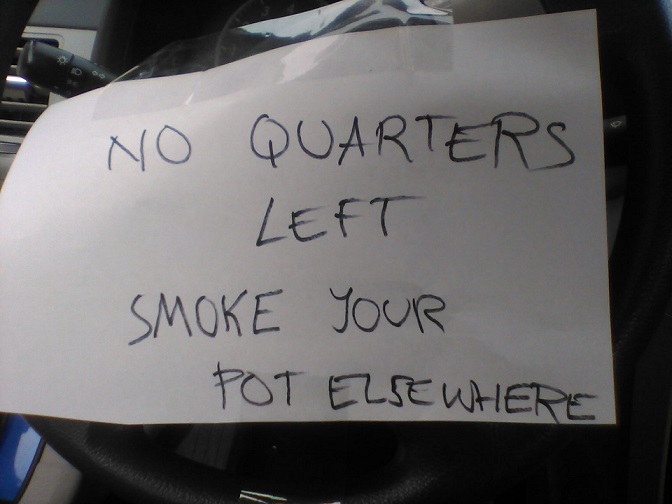 NO QUARTERS
LEFT
SMOKE YOUR
POT ELSEWHERE